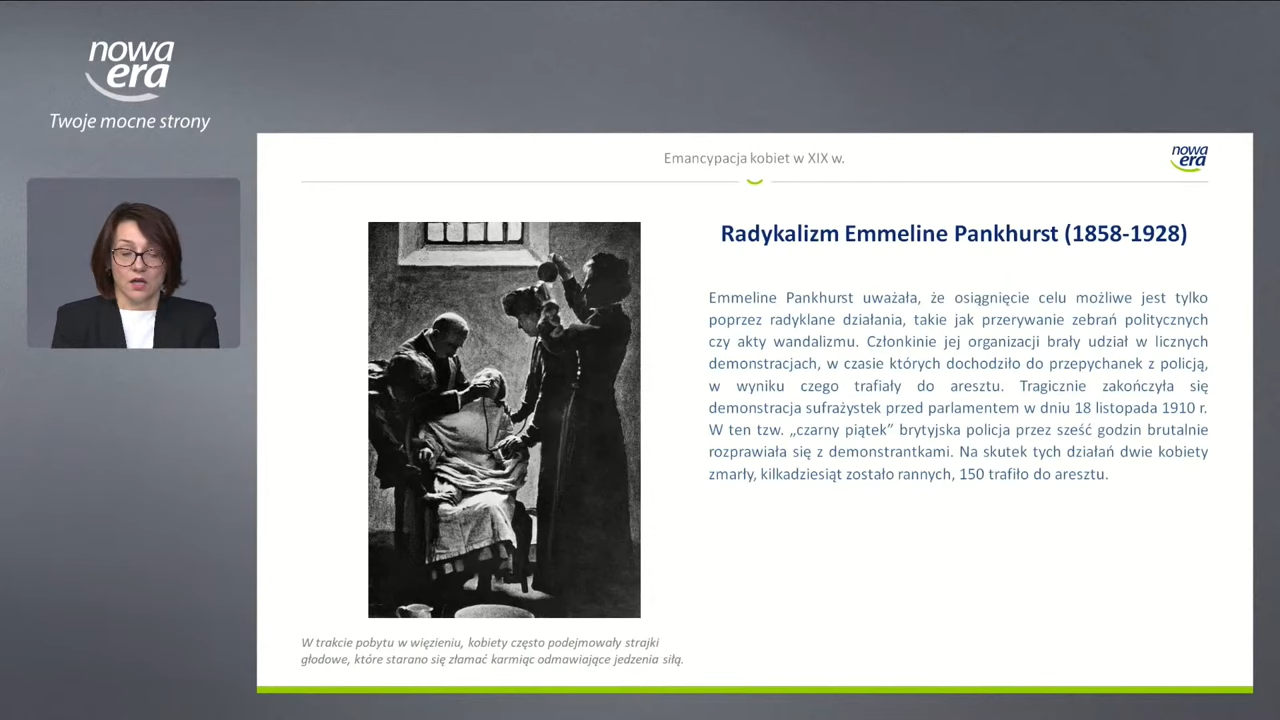 nowa
era
Twoje mocne strony
Emancypacja kobiet w XIX w.
nowa
era
Radykalizm Emmeline Pankhurst (1858-1928)
Emmeline Pankhurst uważała, że osiągnięcie celu możliwe jest tylko
poprzez radyklane działania, takie jak przerywanie zebrań politycznych
czy akty wandalizmu. Członkinie jej organizacji brały udział w licznych
demonstracjach, w czasie których dochodziło do przepychanek z policją,
w wyniku czego trafiały do aresztu. Tragicznie zakończyła się
demonstracja sufrażystek przed parlamentem w dniu 18 listopada 1910 r.
W ten tzw. „czarny piątek” brytyjska policja przez sześć godzin brutalnie
rozprawiała się z demonstrantkami. Na skutek tych działań dwie kobiety
zmarły, kilkadziesiąt zostało rannych, 150 trafiło do aresztu.
W trakcie pobytu w więzieniu, kobiety często podejmowały strajki
głodowe, które starano się złamać karmiąc odmawiające jedzenia siłą.